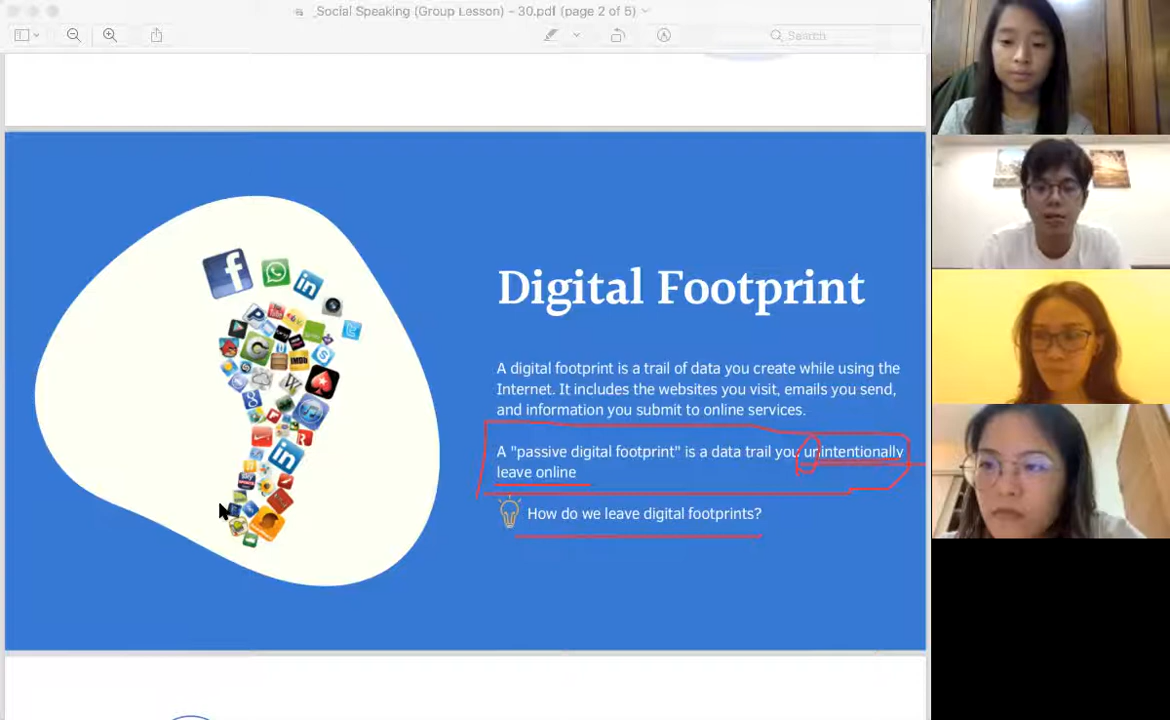 Social Speaking (Group Lesson) – 30.pdf (page 2 of 5)
Search
Digital Footprint
A digital footprint is a trail of data you create while using the
Internet. It includes the websites you visit, emails you send,
and information you submit to online services.
A "passive digital footprint" is a data trail you unintentionally
leave online
How do we leave digital footprints?
f
in
IMDb
W
g
in